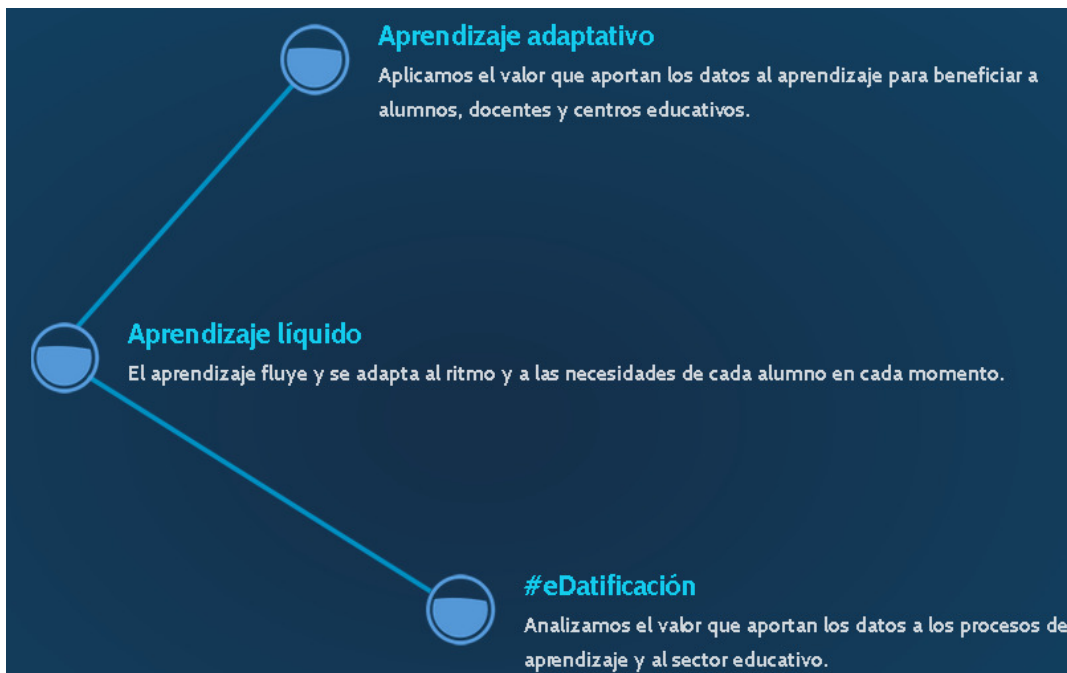 Aprendizaje adaptativo
Aplicamos el valor que aportan los datos al aprendizaje para beneficiar a
alumnos, docentes y centros educativos.
Aprendizaje líquido
El aprendizaje fluye y se adapta al ritmo y a las necesidades de cada alumno en cada momento.
#eDatificación
Analizamos el valor que aportan los datos a los procesos de
aprendizaje y al sector educativo.